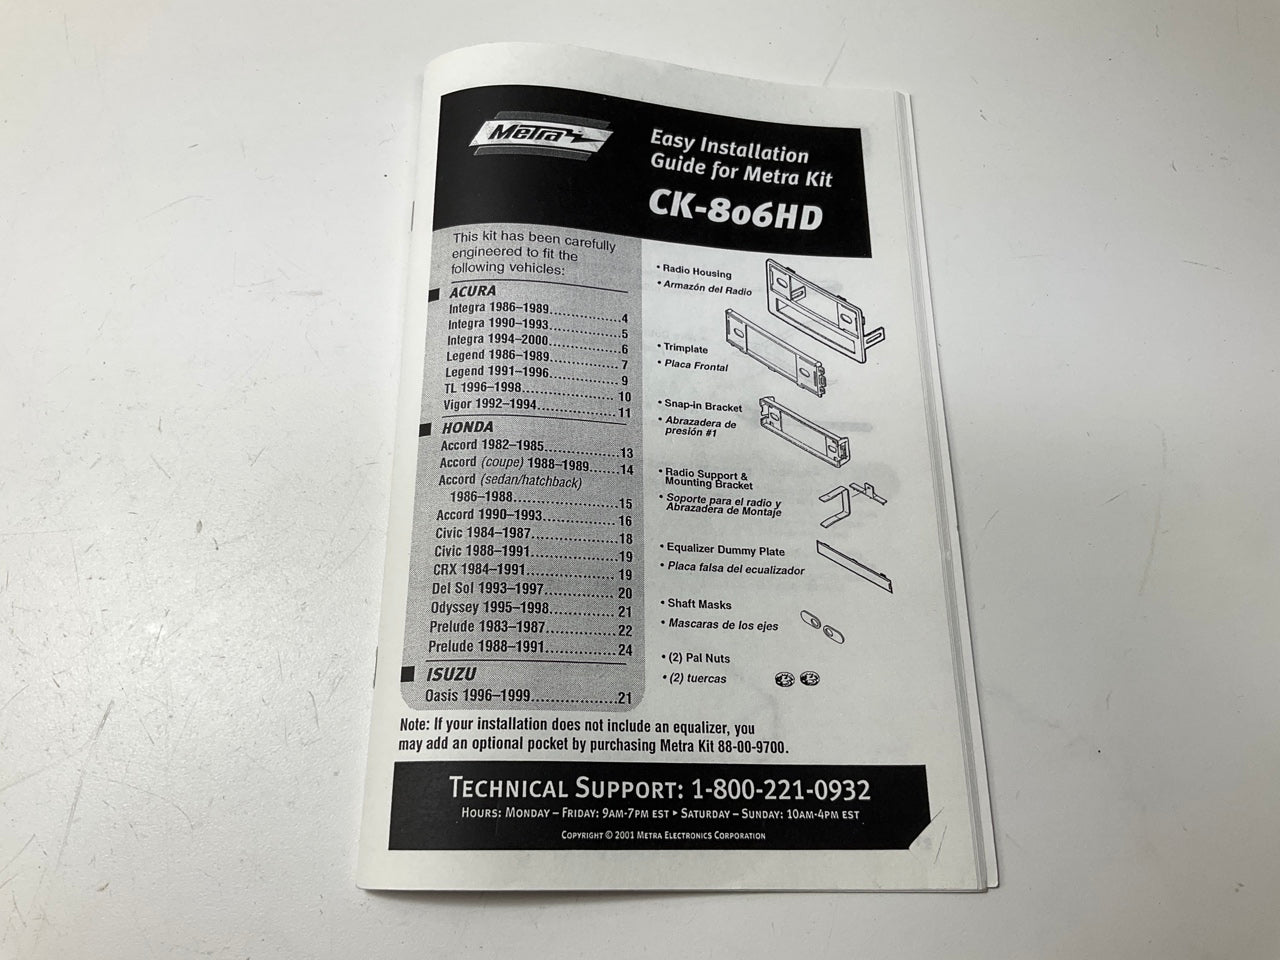 Metra
Easy Installation
Guide for Metra Kit
CK-806HD
This kit has been carefully
engineered to fit the
following vehicles:
ACURA
Integra 1986–1989..................4
Integra 1990–1993..................5
Integra 1994–2000..................6
Legend 1986–1989..................7
Legend 1991–1996..................9
TL 1996–1998..................10
Vigor 1992–1994..................11
HONDA
Accord 1982–1985..................13
Accord (coupe) 1988–1989......14
Accord (sedan/hatchback)
1986–1988..................15
Accord 1990–1993..................16
Civic 1984–1987..................18
Civic 1988–1991..................19
CRX 1984–1991..................19
Del Sol 1993–1997..................20
Odyssey 1995–1998..................21
Prelude 1983–1987..................22
Prelude 1988–1991..................24
ISUZU
Oasis 1996–1999..................21
• Radio Housing
• Armazón del Radio
• Trimplate
• Placa Frontal
• Snap-in Bracket
• Abrazadera de
presión #1
• Radio Support &
Mounting Bracket
• Soporte para el radio y
Abrazadera de Montaje
• Equalizer Dummy Plate
• Placa falsa del ecualizador
• Shaft Masks
• Mascaras de los ejes
• (2) Pal Nuts
• (2) tuercas
Note: If your installation does not include an equalizer, you
may add an optional pocket by purchasing Metra Kit 88-00-9700.
TECHNICAL SUPPORT: 1-800-221-0932
HOURS: MONDAY – FRIDAY: 9AM-7PM EST ▸ SATURDAY – SUNDAY: 10AM-4PM EST
COPYRIGHT © 2001 METRA ELECTRONICS CORPORATION